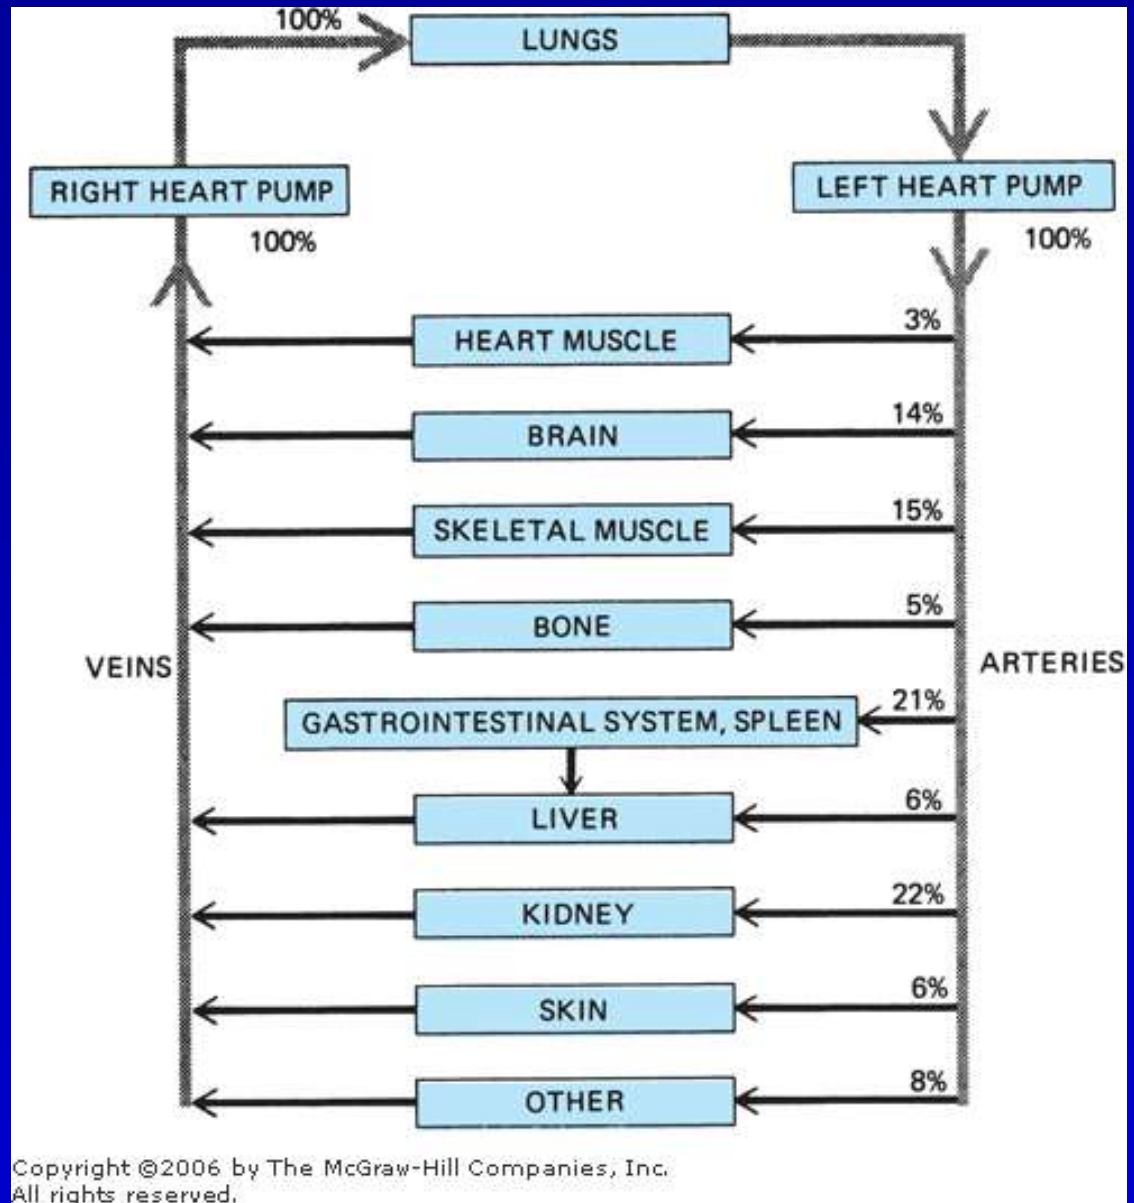 100%
LUNGS
RIGHT HEART PUMP
LEFT HEART PUMP
100%
100%
3%
HEART MUSCLE
14%
BRAIN
15%
SKELETAL MUSCLE
5%
BONE
VEINS
ARTERIES
21%
GASTROINTESTINAL SYSTEM, SPLEEN
6%
LIVER
22%
KIDNEY
6%
SKIN
8%
OTHER
Copyright ©2006 by The McGraw-Hill Companies, Inc.
All rights reserved.